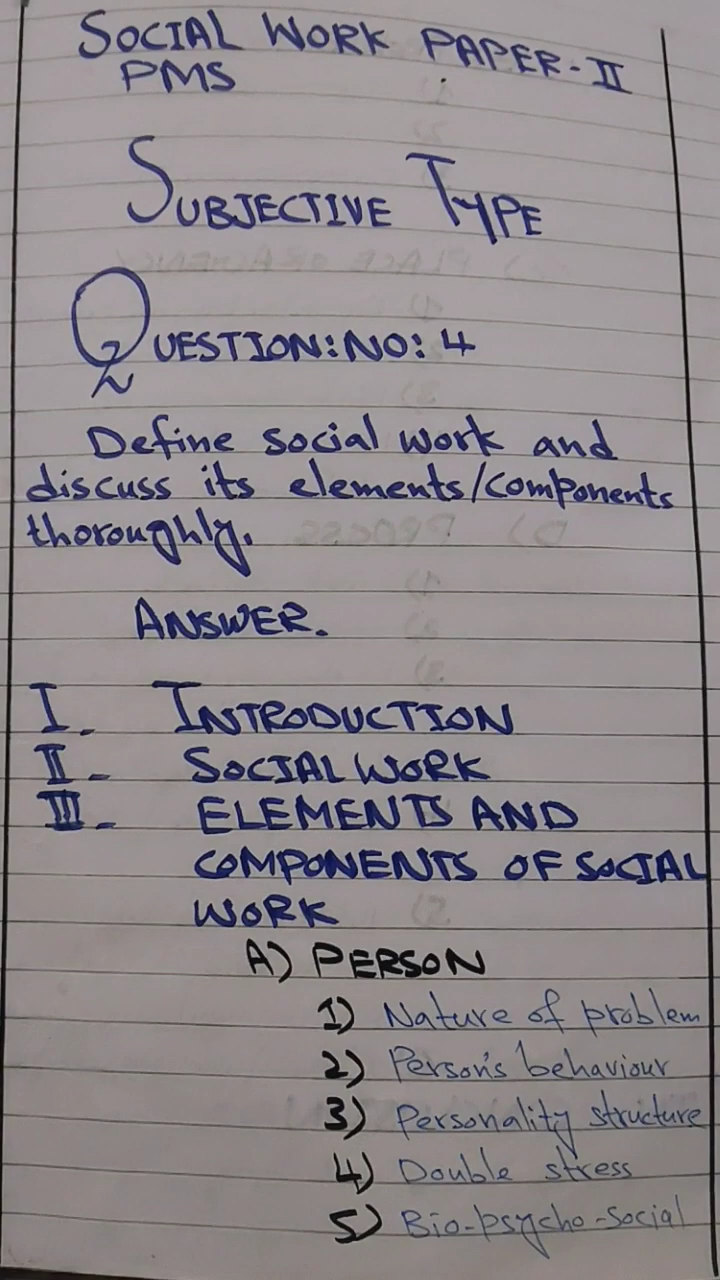 SOCIAL WORK PAPER-II
PMS
SUBJECTIVE TYPE
QUESTION:NO: 4
Define social work and
discuss its elements/components
thoroughly.
ANSWER.
I. INTRODUCTION
II- SOCIAL WORK
III- ELEMENTS AND
COMPONENTS OF SOCIAL
WORK
A) PERSON
1) Nature of problem
2) Person's behaviour
3) Personality structure
4) Double stress
5) Bio-psycho-social